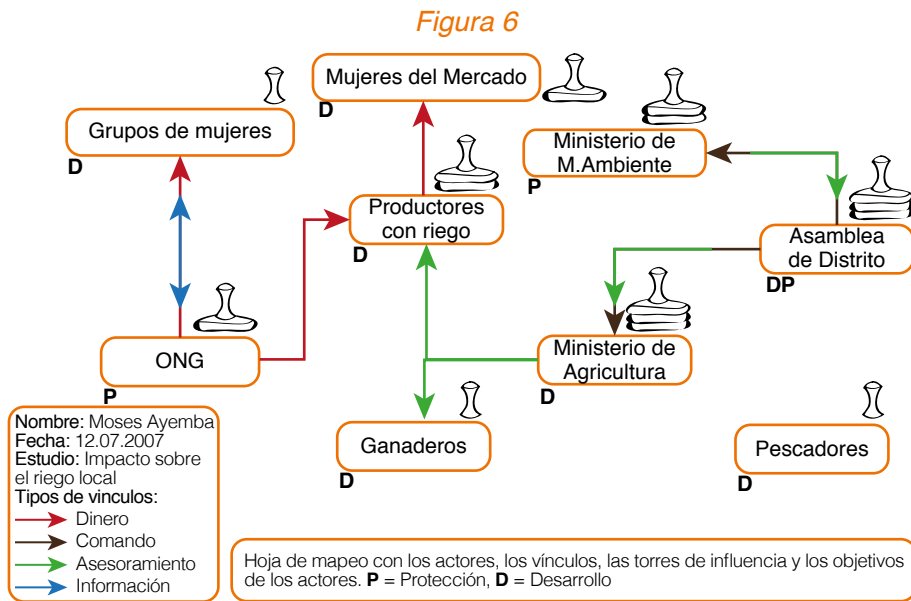 Figura 6
Mujeres del Mercado
D
Grupos de mujeres
D
Ministerio de
M.Ambiente
P
Productores
con riego
D
Asamblea
de Distrito
DP
ONG
P
Ministerio de
Agricultura
D
Ganaderos
D
Pescadores
D
Nombre: Moses Ayemba
Fecha: 12.07.2007
Estudio: Impacto sobre
el riego local
Tipos de vinculos:
Dinero
Comando
Asesoramiento
Información
Hoja de mapeo con los actores, los vínculos, las torres de influencia y los objetivos
de los actores. P = Protección, D = Desarrollo